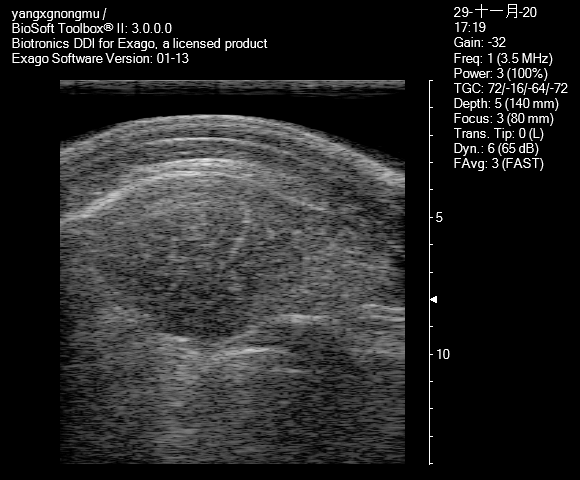 yangxgnongmu /
BioSoft Toolbox® II: 3.0.0.0
Biotronics DDI for Exago, a licensed product
Exago Software Version: 01-13
29-十一月-20
17:19
Gain: -32
Freq: 1 (3.5 MHz)
Power: 3 (100%)
TGC: 72/-16/-64/-72
Depth: 5 (140 mm)
Focus: 3 (80 mm)
Trans. Tip: 0 (L)
Dyn.: 6 (65 dB)
FAvg: 3 (FAST)
5
10